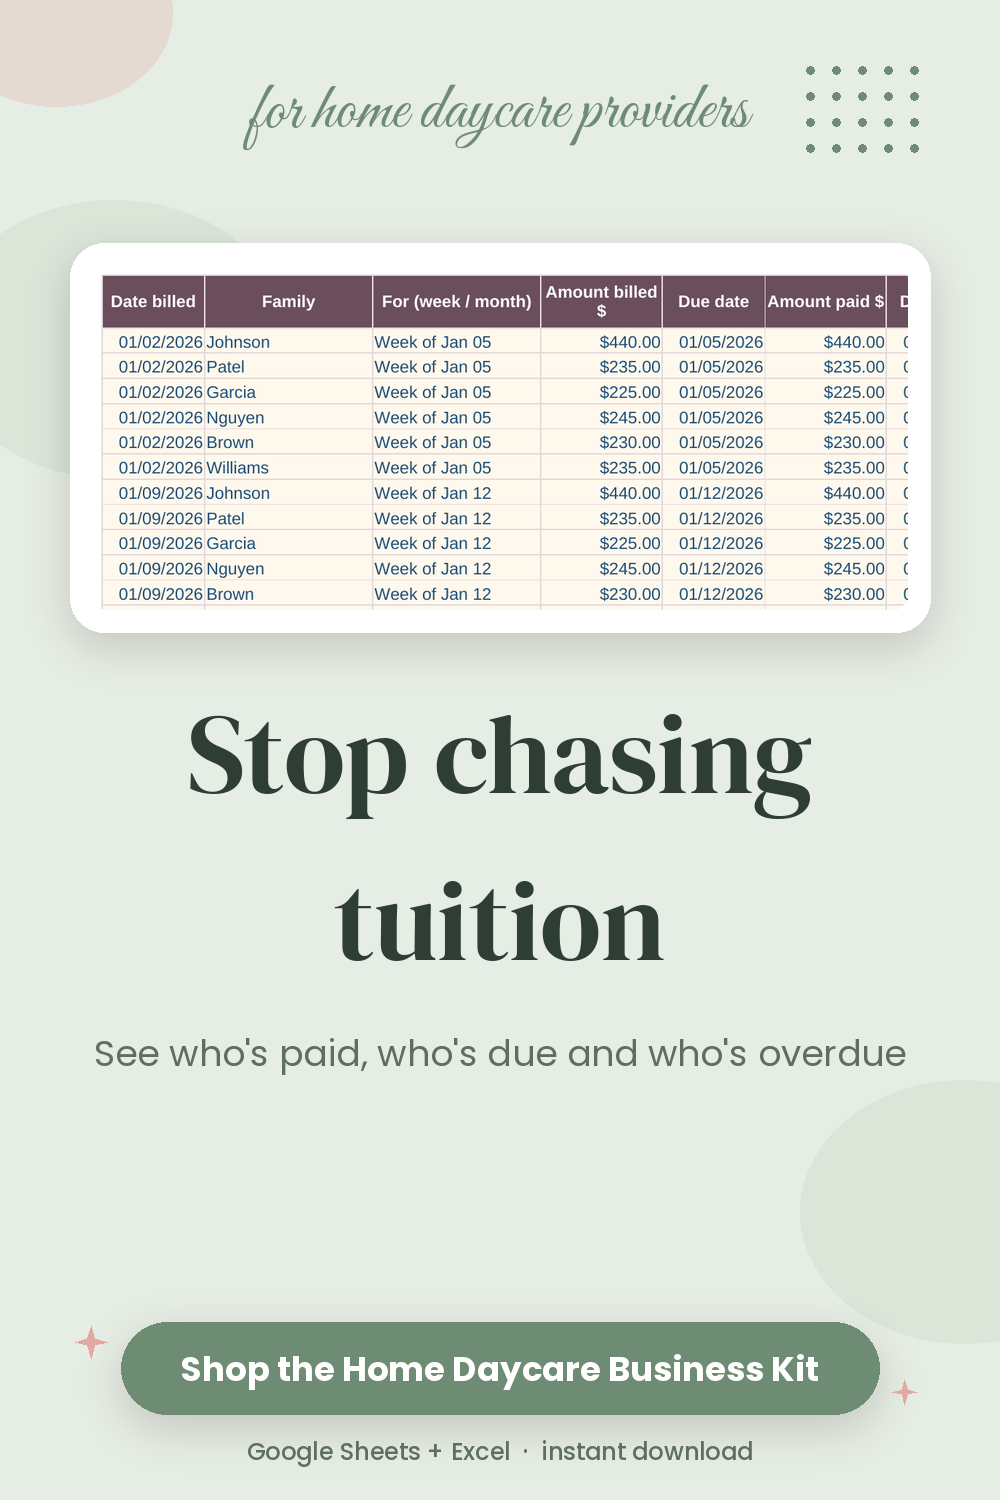 for home daycare providers
Date billed Family For (week / month) Amount billed $ Due date Amount paid $
01/02/2026 Johnson Week of Jan 05 $440.00 01/05/2026 $440.00
01/02/2026 Patel Week of Jan 05 $235.00 01/05/2026 $235.00
01/02/2026 Garcia Week of Jan 05 $225.00 01/05/2026 $225.00
01/02/2026 Nguyen Week of Jan 05 $245.00 01/05/2026 $245.00
01/02/2026 Brown Week of Jan 05 $230.00 01/05/2026 $230.00
01/02/2026 Williams Week of Jan 05 $235.00 01/05/2026 $235.00
01/09/2026 Johnson Week of Jan 12 $440.00 01/12/2026 $440.00
01/09/2026 Patel Week of Jan 12 $235.00 01/12/2026 $235.00
01/09/2026 Garcia Week of Jan 12 $225.00 01/12/2026 $225.00
01/09/2026 Nguyen Week of Jan 12 $245.00 01/12/2026 $245.00
01/09/2026 Brown Week of Jan 12 $230.00 01/12/2026 $230.00
Stop chasing
tuition
See who's paid, who's due and who's overdue
Shop the Home Daycare Business Kit
Google Sheets + Excel · instant download